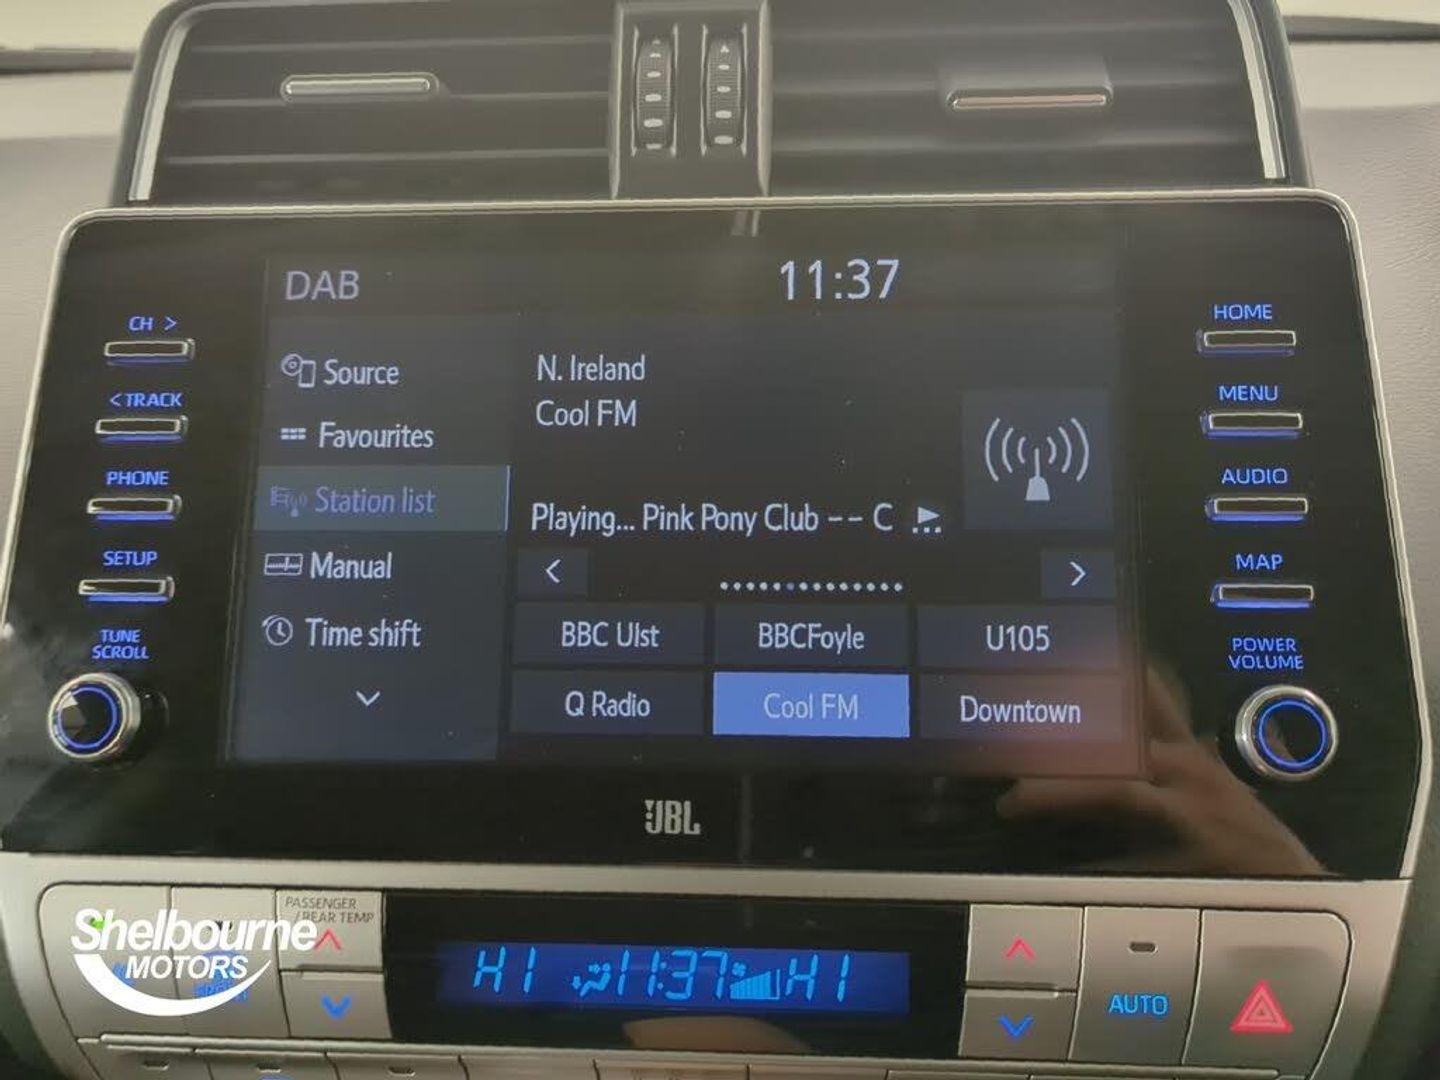 DAB
11:37
CH >
< TRACK
PHONE
SETUP
TUNE
SCROLL
Source
Favourites
Station list
Manual
Time shift
N. Ireland
Cool FM
Playing... Pink Pony Club -- C
BBC Ulst
BBCFoyle
U105
Q Radio
Cool FM
Downtown
HOME
MENU
AUDIO
MAP
POWER
VOLUME
JBL
PASSENGER
/REAR TEMP
HI 11:37 HI
AUTO
Shelbourne
MOTORS